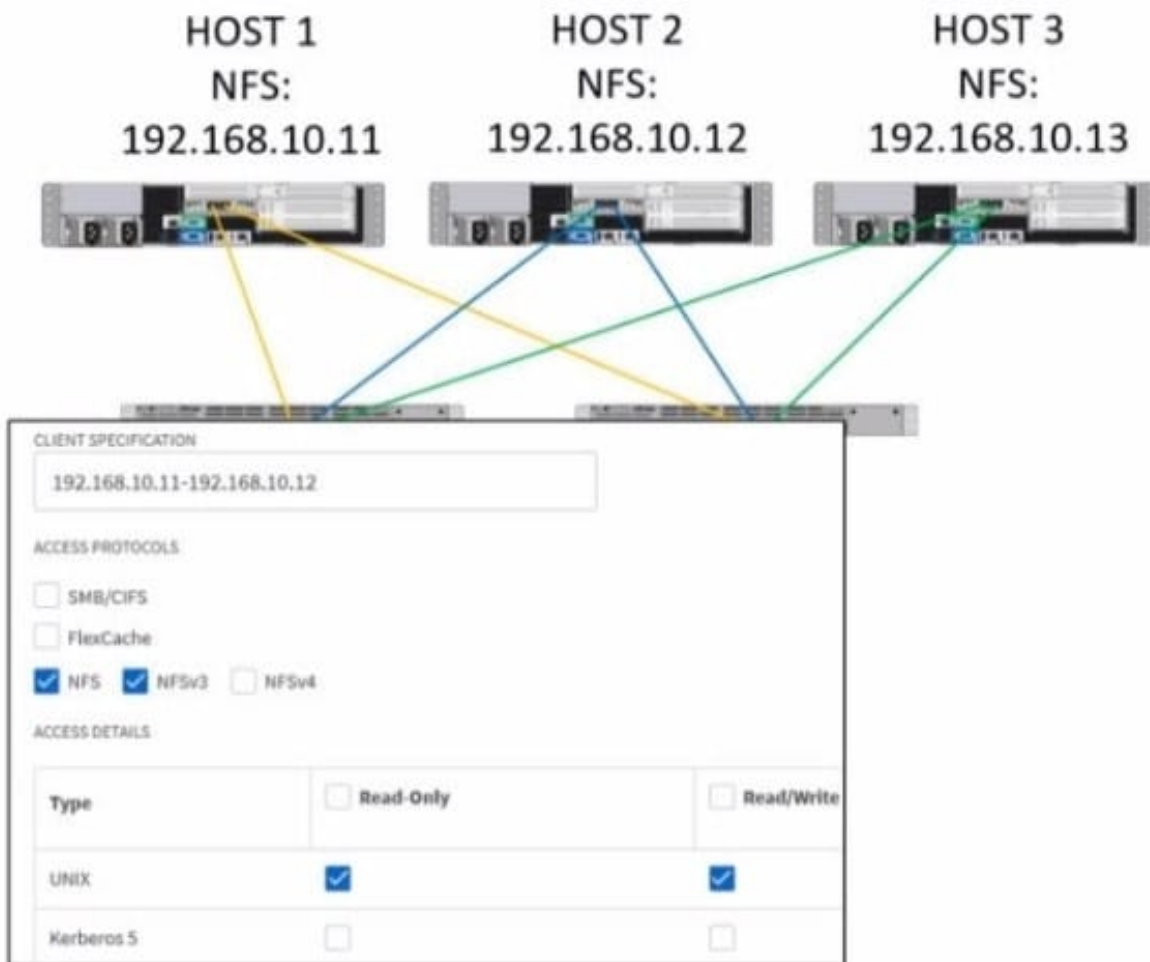 HOST 1
NFS:
192.168.10.11
HOST 2
NFS:
192.168.10.12
HOST 3
NFS:
192.168.10.13
CLIENT SPECIFICATION
192.168.10.11-192.168.10.12
ACCESS PROTOCOLS
SMB/CIFS
FlexCache
NFS NFSv3 NFSv4
ACCESS DETAILS
Type Read-Only Read/Write
UNIX
Kerberos 5